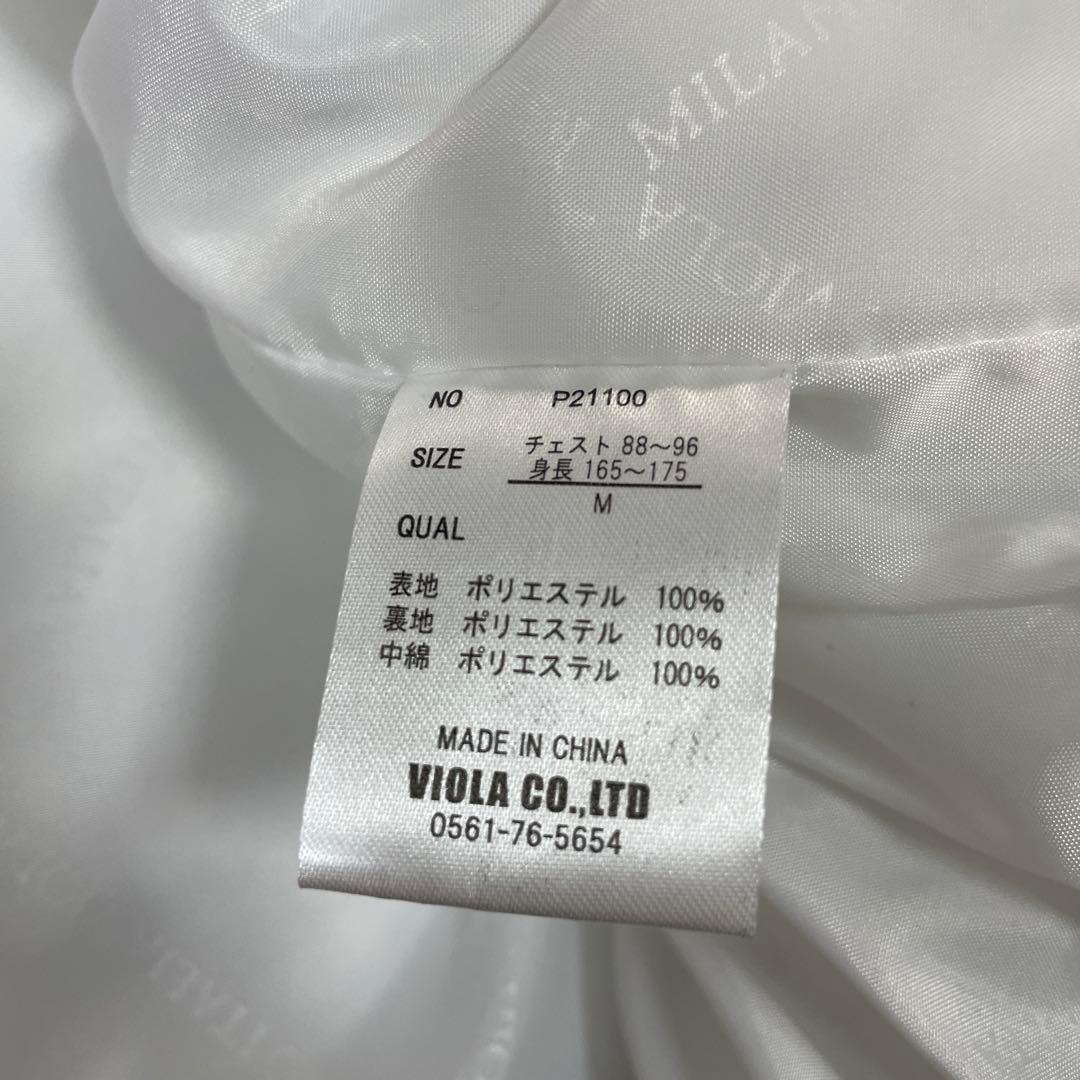 MILAN
VIOLA
NO P21100
SIZE チェスト 88～96
身長 165～175
M
QUAL
表地 ポリエステル 100%
裏地 ポリエステル 100%
中綿 ポリエステル 100%
MADE IN CHINA
VIOLA CO.,LTD
0561-76-5654